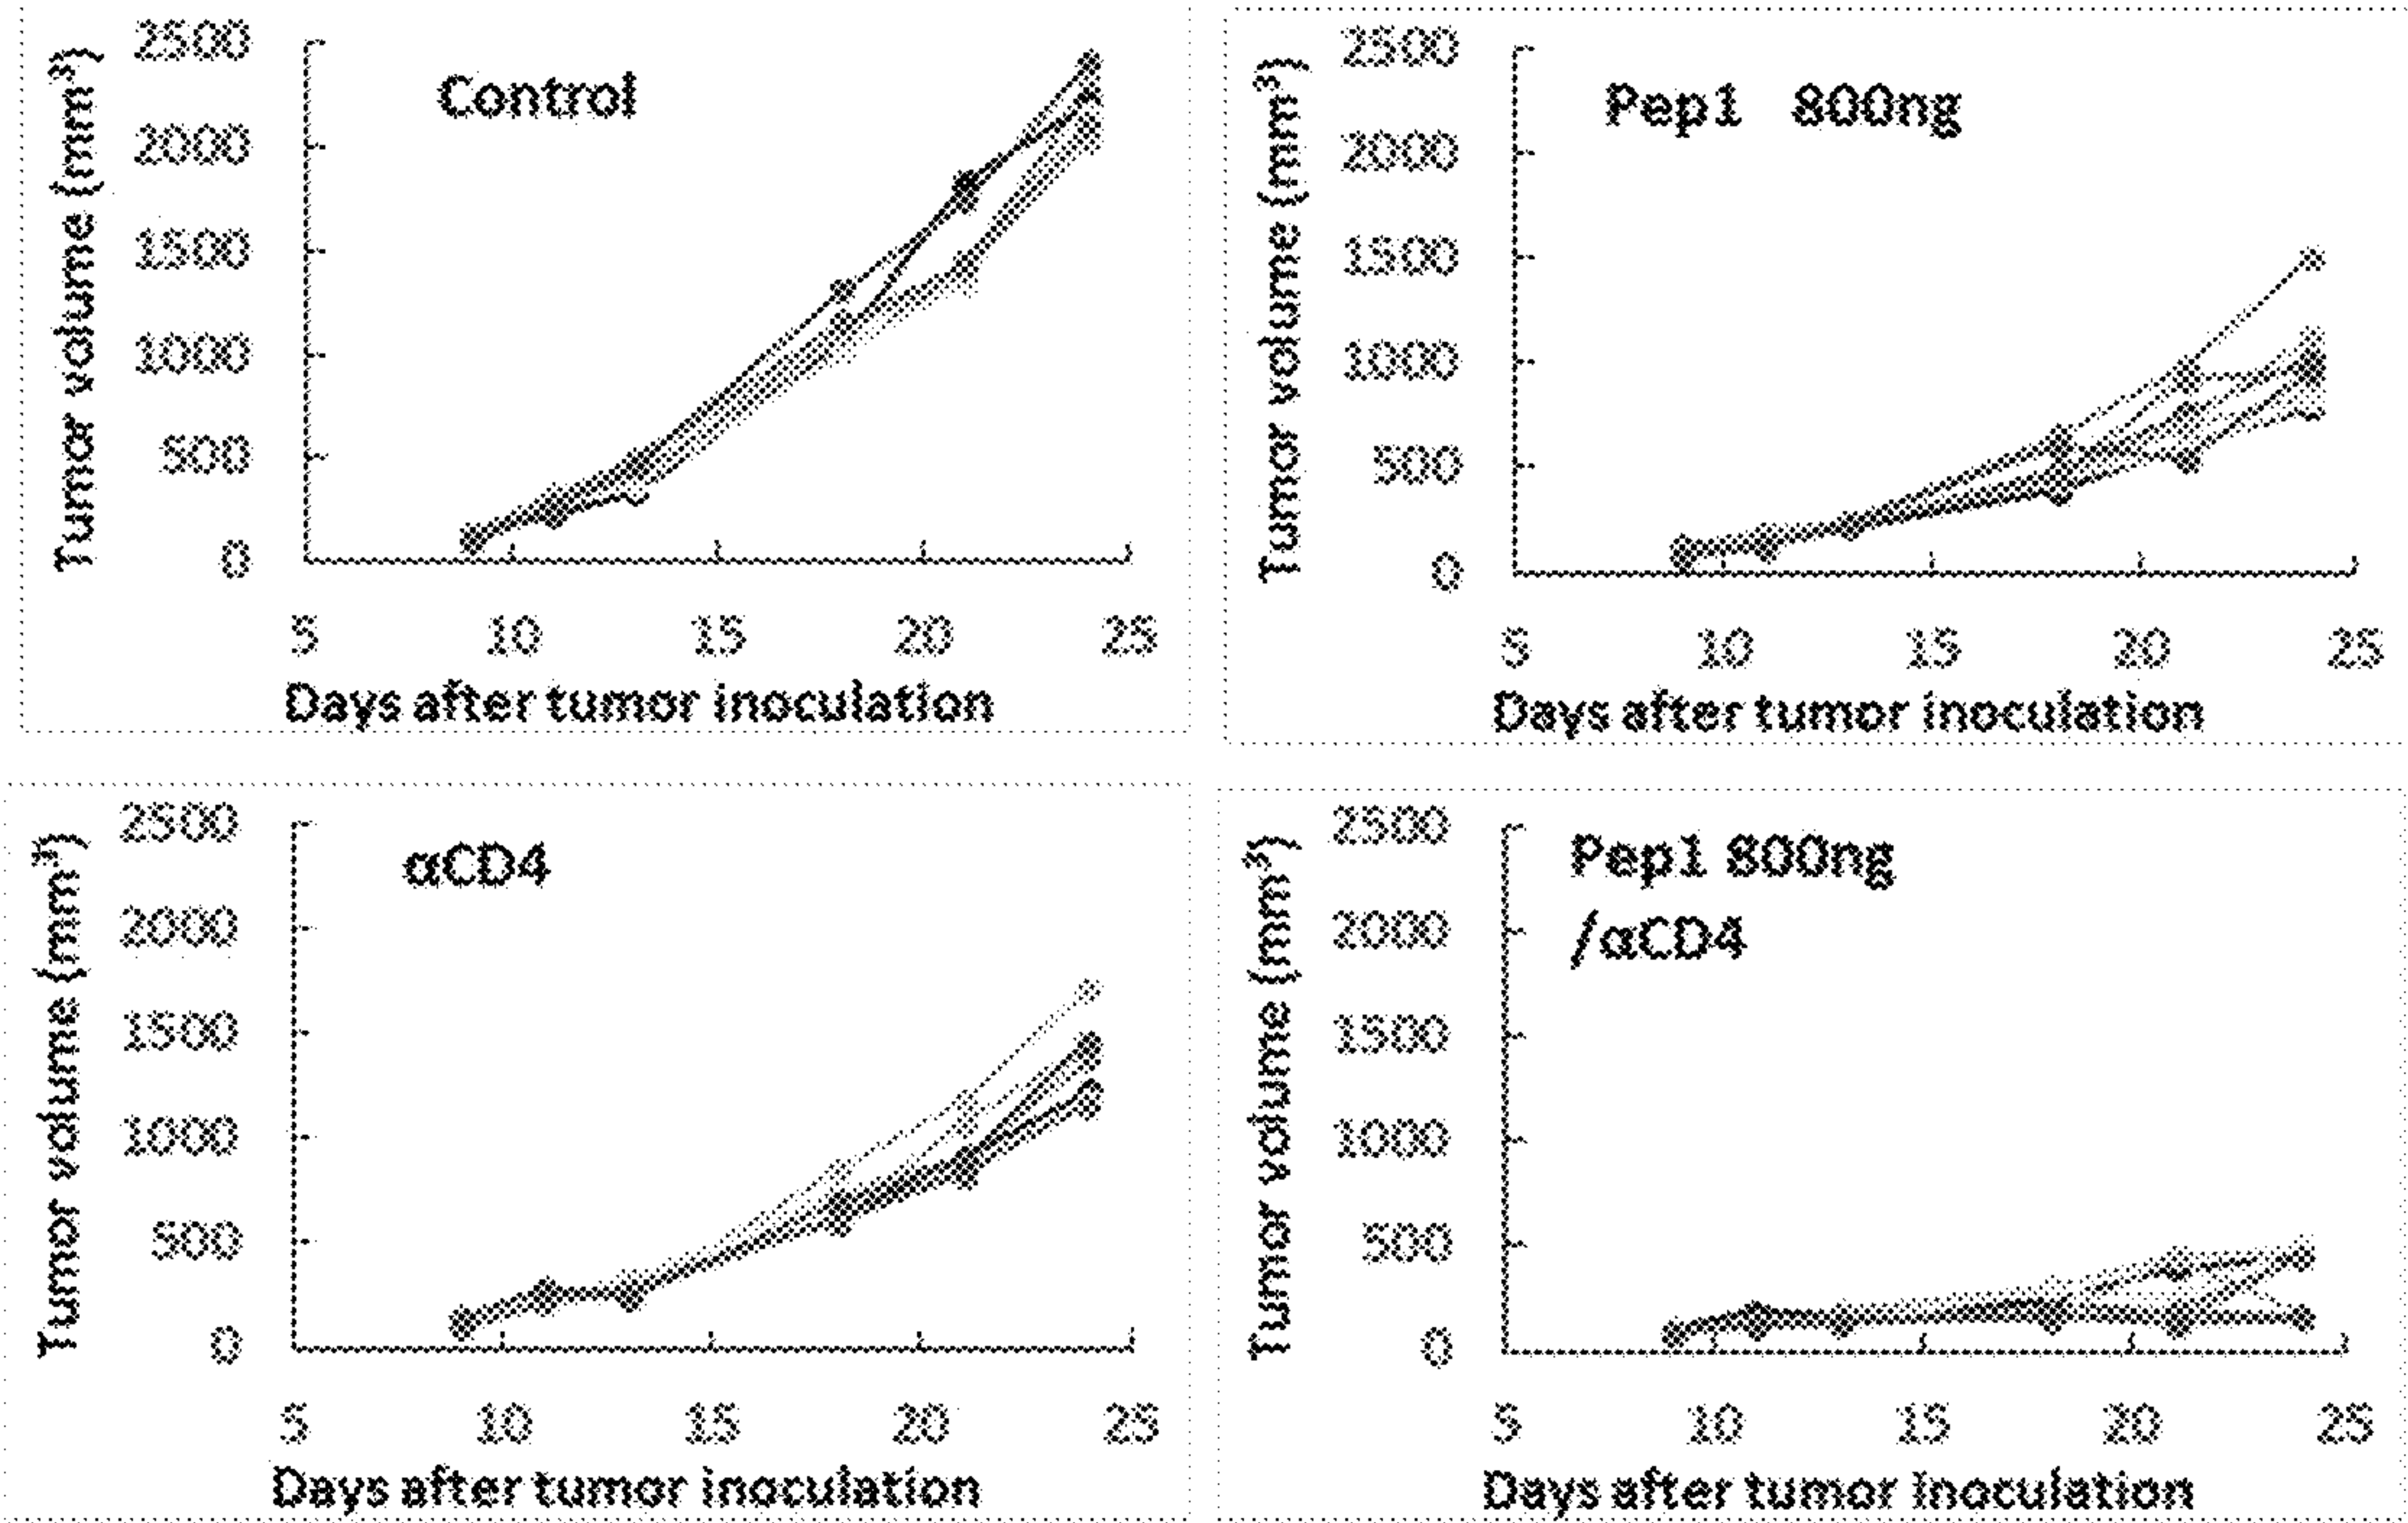 Tumor volume (mm³)
2500
2000
1500
1000
500
0
Control
5 10 15 20 25
Days after tumor inoculation
Tumor volume (mm³)
2500
2000
1500
1000
500
0
Pep1 800ng
5 10 15 20 25
Days after tumor inoculation
Tumor volume (mm³)
2500
2000
1500
1000
500
0
αCD4
5 10 15 20 25
Days after tumor inoculation
Tumor volume (mm³)
2500
2000
1500
1000
500
0
Pep1 800ng
/αCD4
5 10 15 20 25
Days after tumor inoculation